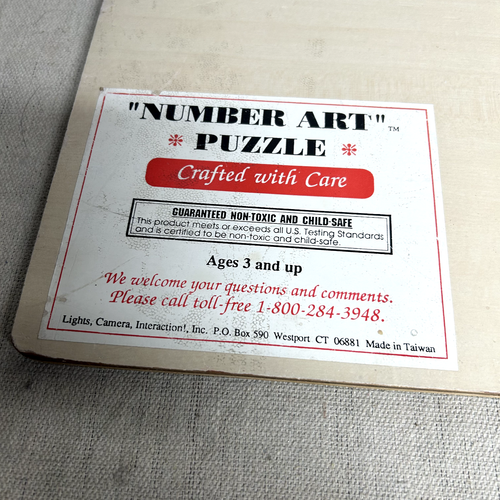 "NUMBER ART"™
PUZZLE
Crafted with Care
GUARANTEED NON-TOXIC AND CHILD-SAFE
This product meets or exceeds all U.S. Testing Standards
and is certified to be non-toxic and child-safe.
Ages 3 and up
We welcome your questions and comments.
Please call toll-free 1-800-284-3948.
Lights, Camera, Interaction!, Inc. P.O. Box 590 Westport CT 06881 Made in Taiwan